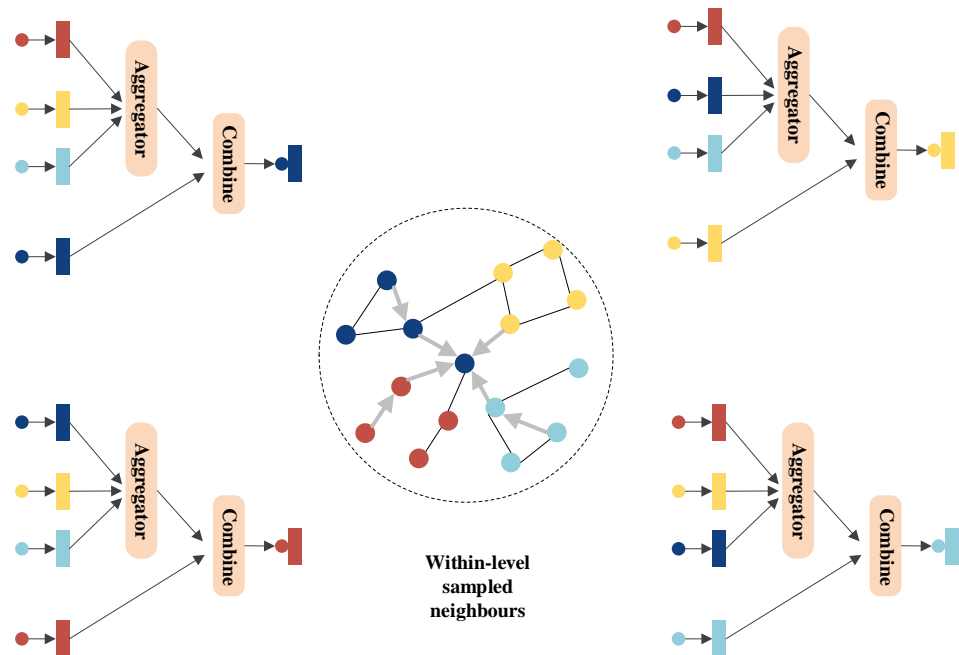 Aggregator
Combine
Aggregator
Combine
Aggregator
Combine
Aggregator
Combine
Within-level
sampled
neighbours